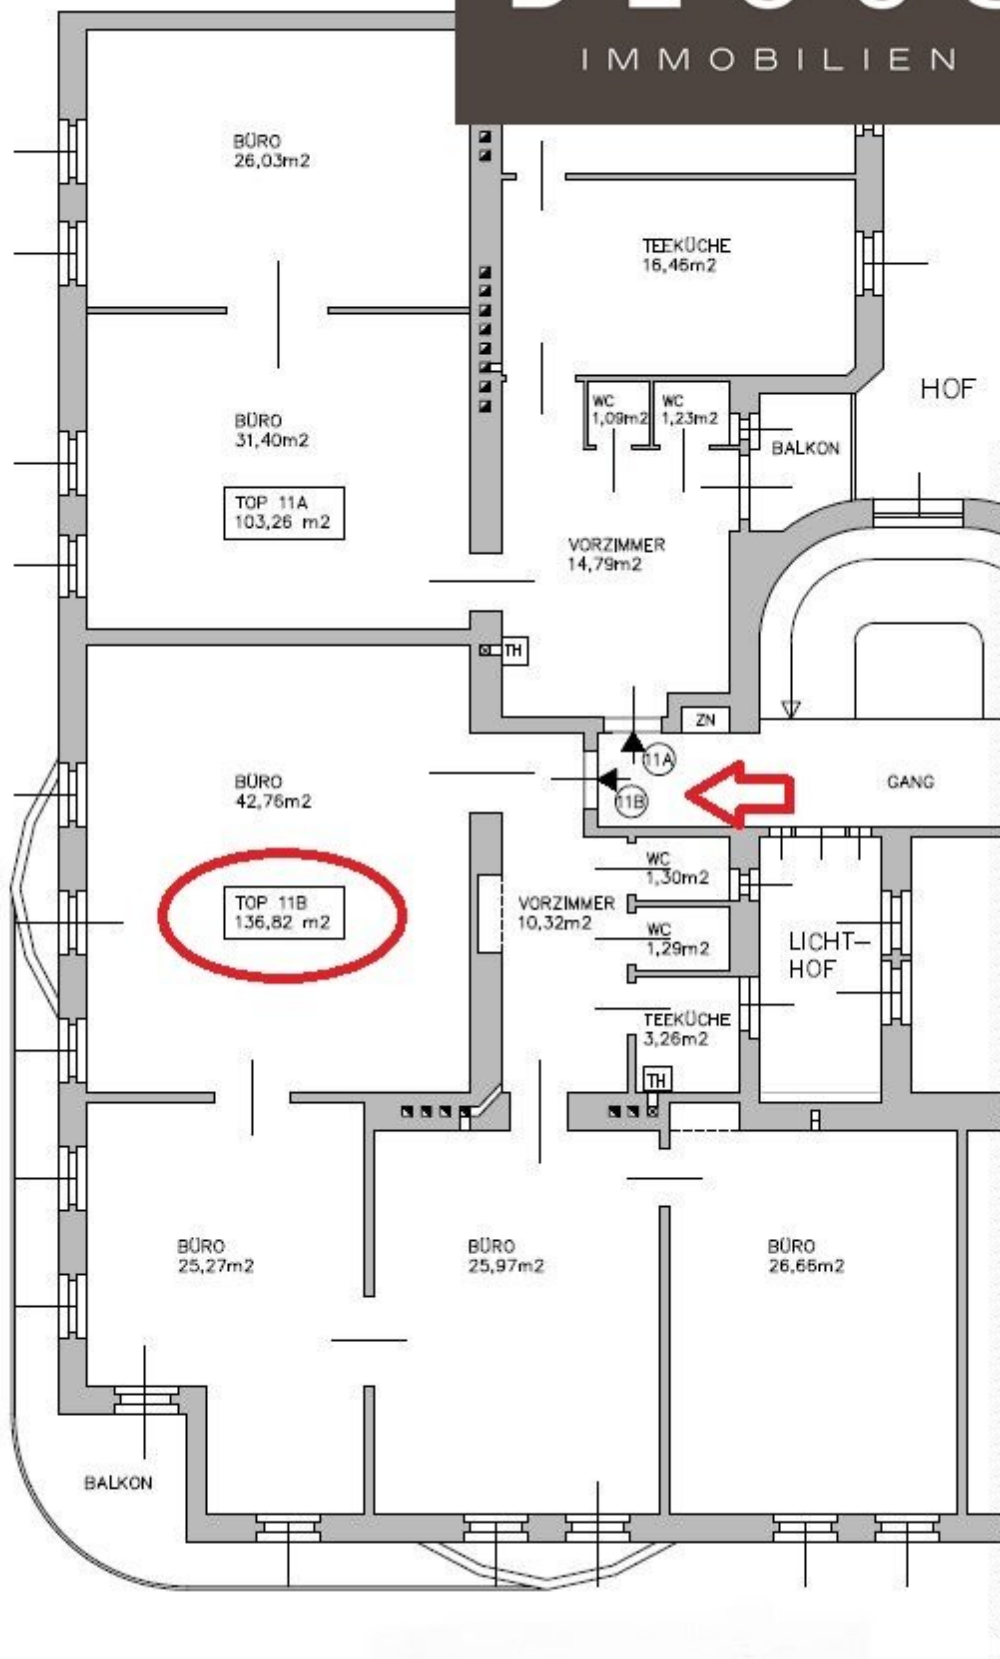 IMMOBILIEN
BÜRO
26,03m2
TEEKÜCHE
16,46m2
HOF
WC
1,09m2
WC
1,23m2
BALKON
BÜRO
31,40m2
TOP 11A
103,26 m2
VORZIMMER
14,79m2
TH
ZN
11A
11B
GANG
BÜRO
42,76m2
TOP 11B
136,82 m2
VORZIMMER
10,32m2
WC
1,30m2
WC
1,29m2
LICHT-
HOF
TEEKÜCHE
3,26m2
TH
BÜRO
25,27m2
BÜRO
25,97m2
BÜRO
26,66m2
BALKON